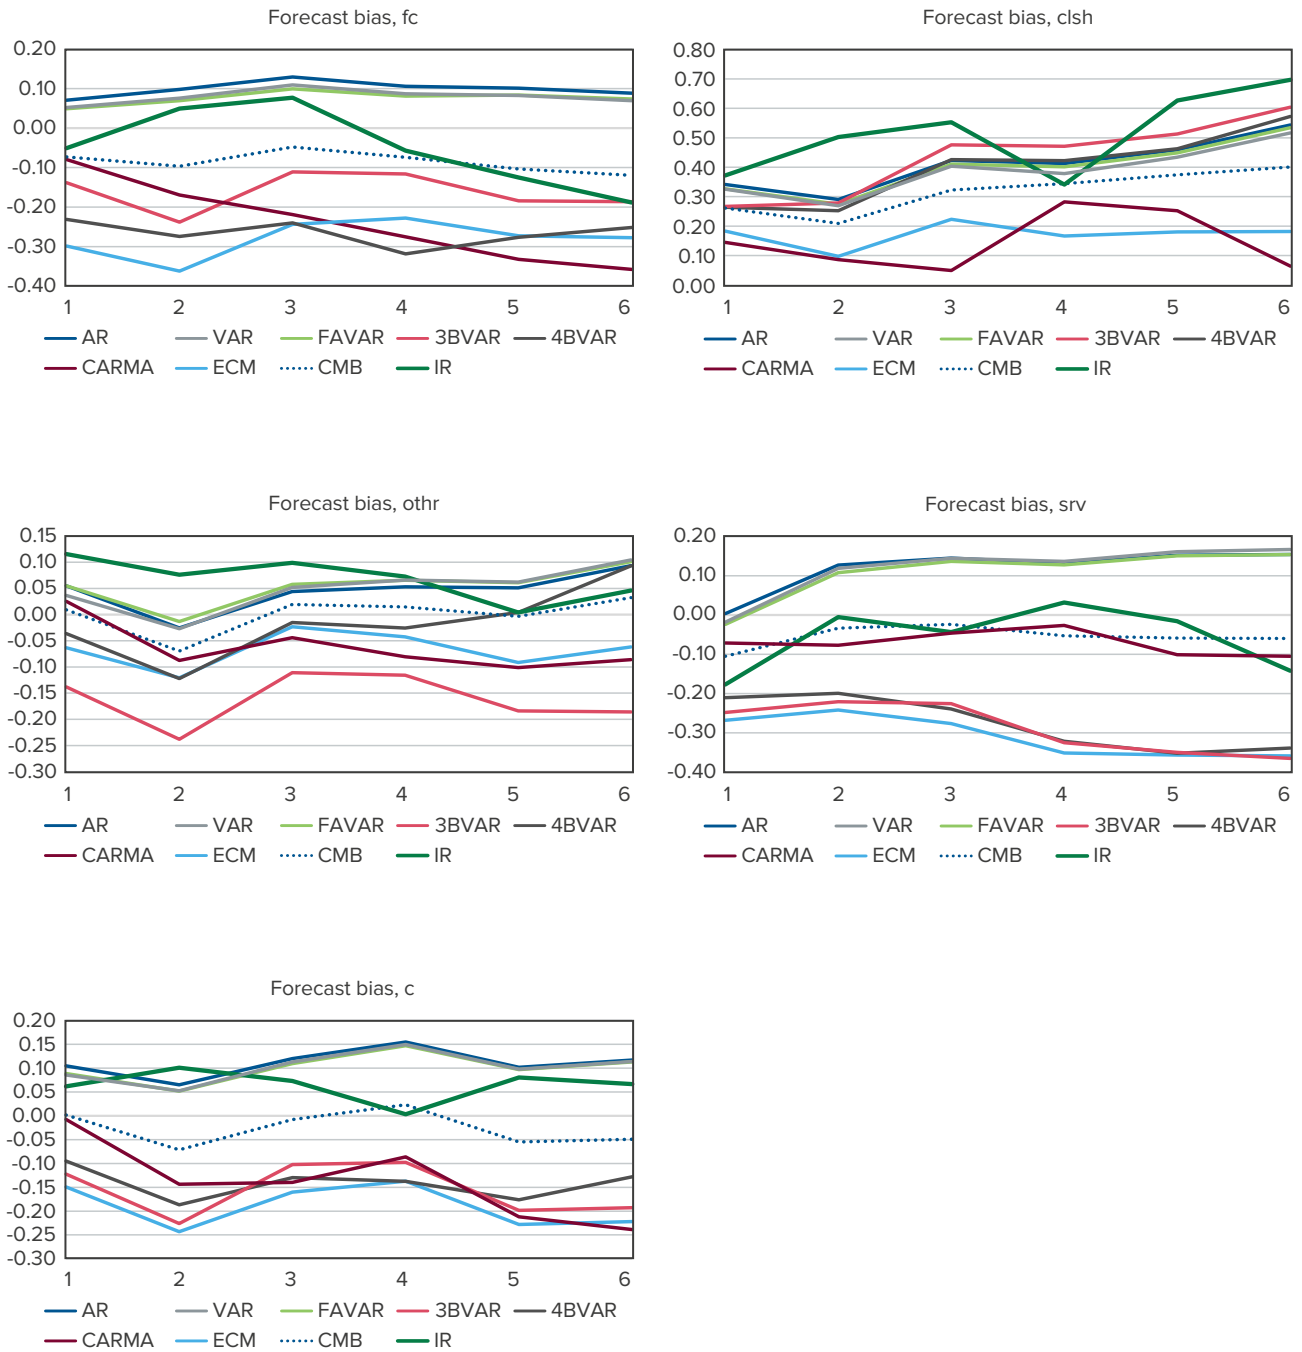 Forecast bias, fc
0.20
0.10
0.00
-0.10
-0.20
-0.30
-0.40
1 2 3 4 5 6
AR VAR FAVAR 3BVAR 4BVAR
CARMA ECM CMB IR
Forecast bias, clsh
0.80
0.70
0.60
0.50
0.40
0.30
0.20
0.10
0.00
1 2 3 4 5 6
AR VAR FAVAR 3BVAR 4BVAR
CARMA ECM CMB IR
Forecast bias, othr
0.15
0.10
0.05
0.00
-0.05
-0.10
-0.15
-0.20
-0.25
-0.30
1 2 3 4 5 6
AR VAR FAVAR 3BVAR 4BVAR
CARMA ECM CMB IR
Forecast bias, srv
0.20
0.10
0.00
-0.10
-0.20
-0.30
-0.40
1 2 3 4 5 6
AR VAR FAVAR 3BVAR 4BVAR
CARMA ECM CMB IR
Forecast bias, c
0.20
0.15
0.10
0.05
0.00
-0.05
-0.10
-0.15
-0.20
-0.25
-0.30
1 2 3 4 5 6
AR VAR FAVAR 3BVAR 4BVAR
CARMA ECM CMB IR